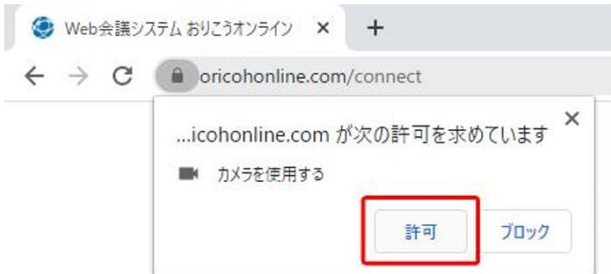 Web会議システム おりこうオンライン
oricohonline.com/connect
...icohonline.com が次の許可を求めています
カメラを使用する
許可 ブロック